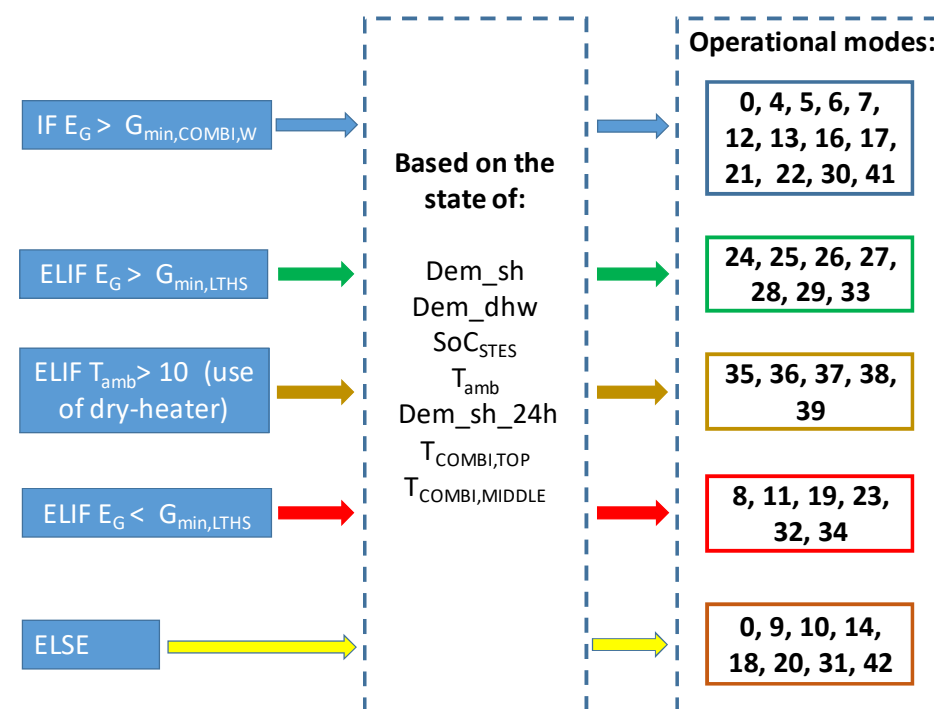 Operational modes:
IF E_G > G_min,COMBI,W
0, 4, 5, 6, 7,
12, 13, 16, 17,
21, 22, 30, 41
Based on the
state of:
ELIF E_G > G_min,LTHS
24, 25, 26, 27,
28, 29, 33
Dem_sh
Dem_dhw
SoC_STES
T_amb
Dem_sh_24h
T_COMBI,TOP
T_COMBI,MIDDLE
ELIF T_amb> 10 (use
of dry-heater)
35, 36, 37, 38,
39
ELIF E_G < G_min,LTHS
8, 11, 19, 23,
32, 34
ELSE
0, 9, 10, 14,
18, 20, 31, 42